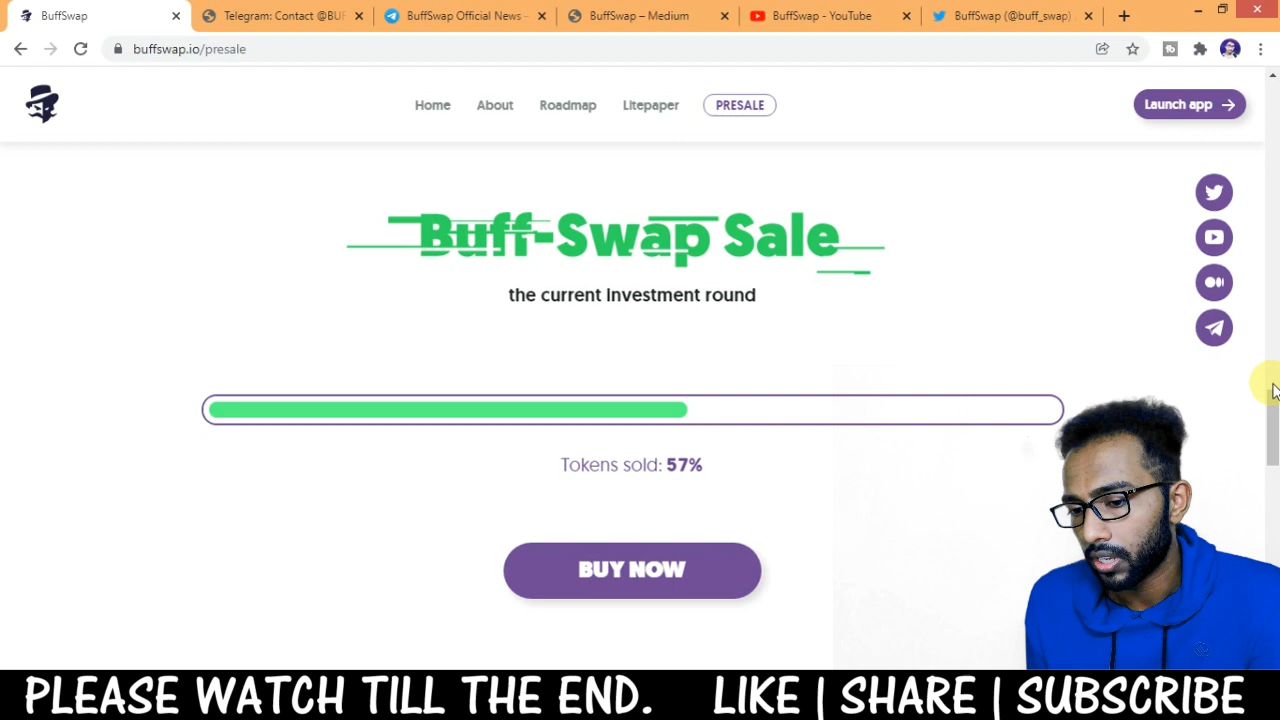 BuffSwap
Telegram: Contact @BUF
BuffSwap Official News –
BuffSwap – Medium
BuffSwap - YouTube
BuffSwap (@buff_swap)
buffswap.io/presale
Home
About
Roadmap
Litepaper
PRESALE
Launch app
Buff-Swap Sale
the current investment round
Tokens sold: 57%
BUY NOW
PLEASE WATCH TILL THE END. LIKE | SHARE | SUBSCRIBE